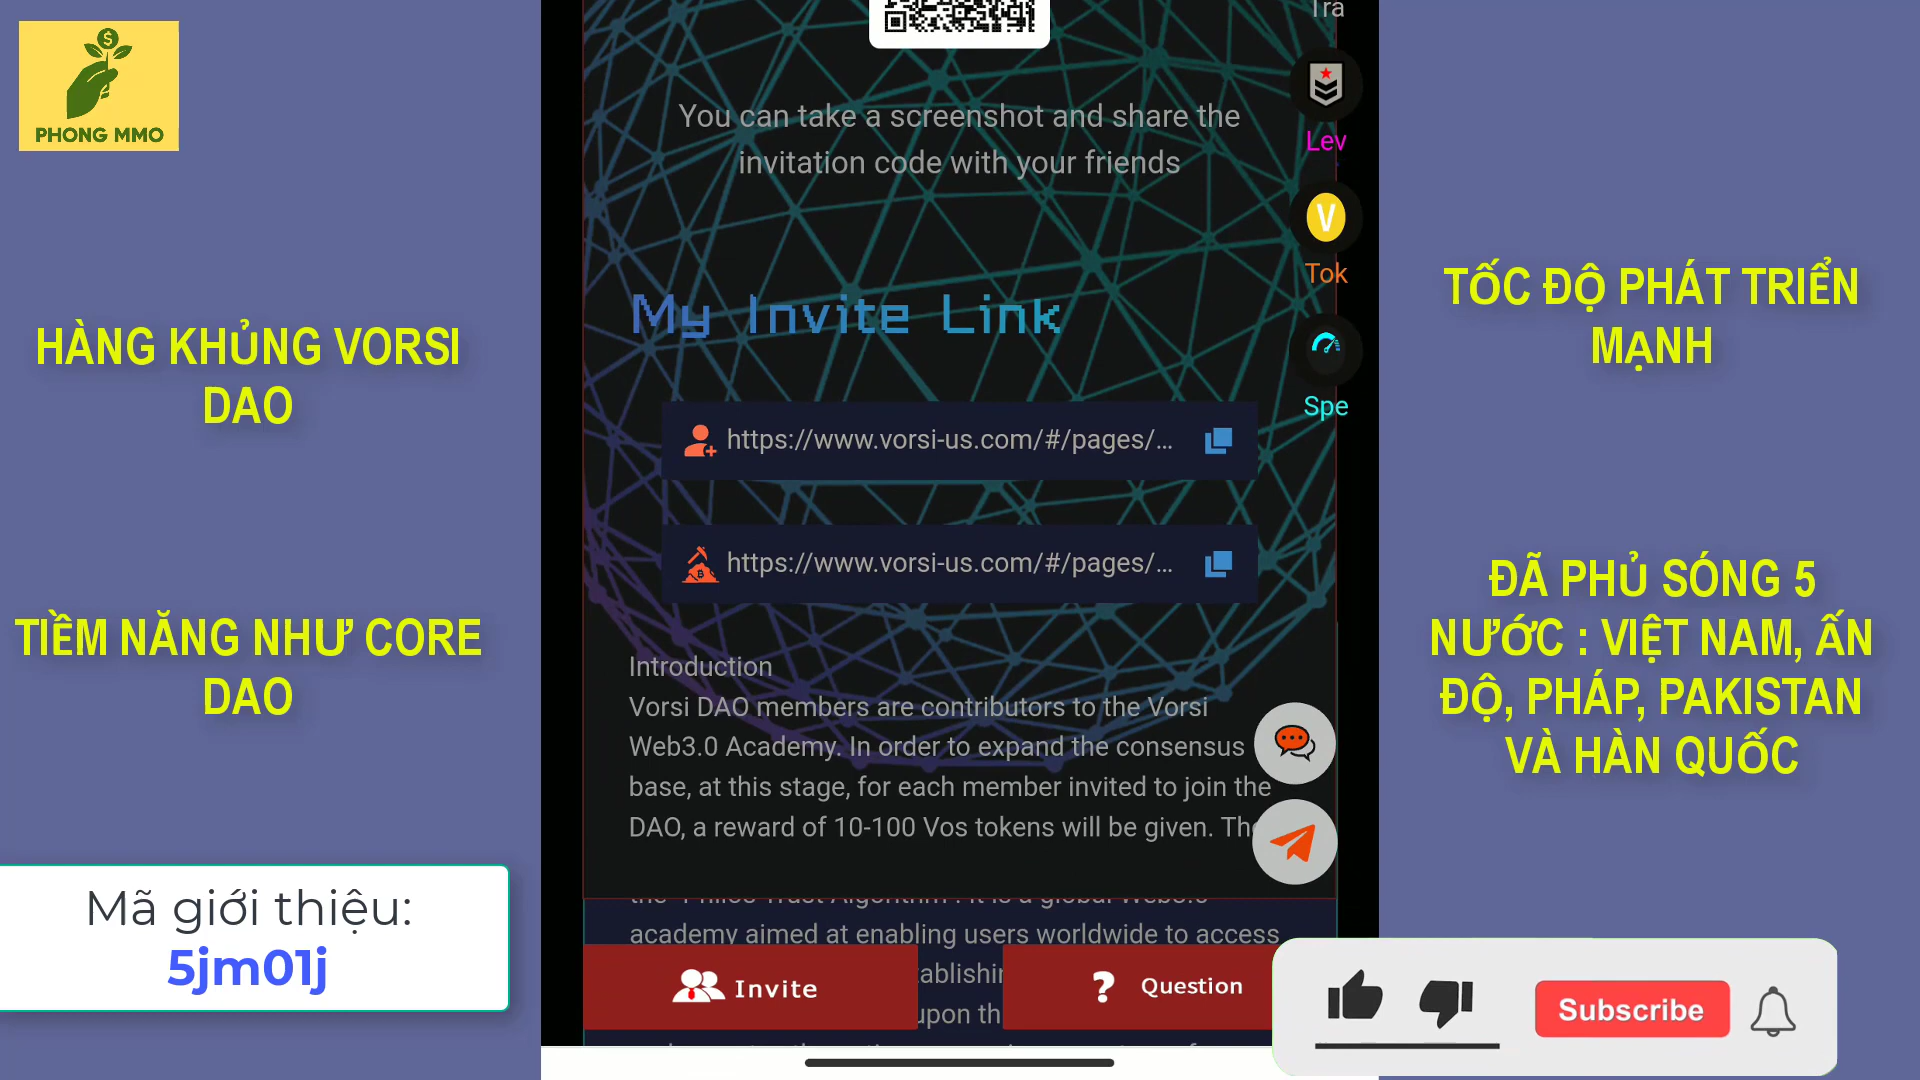 PHONG MMO
HÀNG KHỦNG VORSI
DAO
TIỀM NĂNG NHƯ CORE
DAO
Mã giới thiệu:
5jm01j
You can take a screenshot and share the
invitation code with your friends
My Invite Link
https://www.vorsi-us.com/#/pages/...
https://www.vorsi-us.com/#/pages/...
Introduction
Vorsi DAO members are contributors to the Vorsi
Web3.0 Academy. In order to expand the consensus
base, at this stage, for each member invited to join the
DAO, a reward of 10-100 Vos tokens will be given. The
academy aimed at enabling users worldwide to access
upon th
Invite
Question
Tra
Lev
V
Tok
Spe
TỐC ĐỘ PHÁT TRIỂN
MẠNH
ĐÃ PHỦ SÓNG 5
NƯỚC : VIỆT NAM, ẤN
ĐỘ, PHÁP, PAKISTAN
VÀ HÀN QUỐC
Subscribe